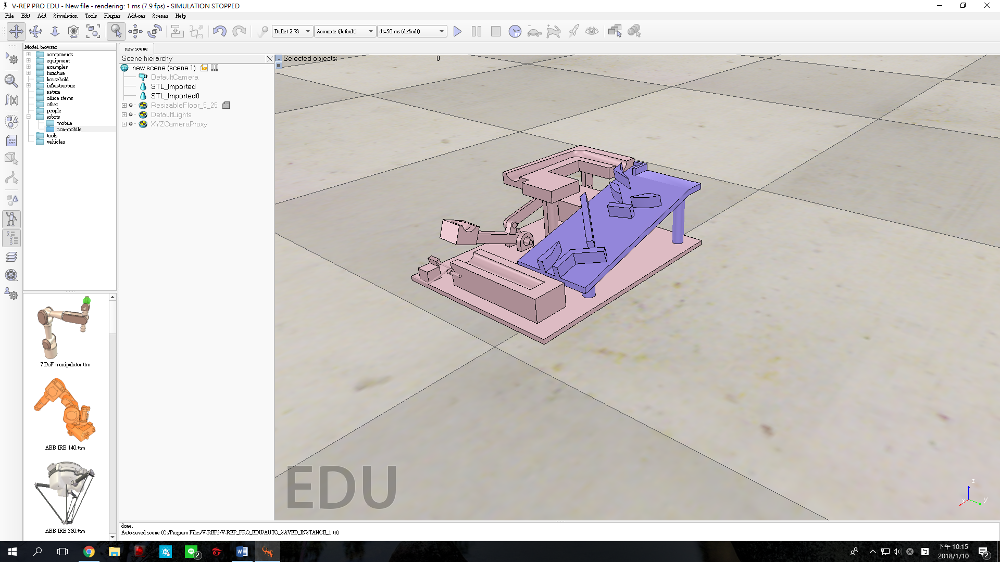 V-REP PRO EDU - New file - rendering: 1 ms (7.9 fps) - SIMULATION STOPPED
File Edit Add Simulation Tools Plugins Add-ons Scenes Help
Bullet 2.78 Accurate (default) dt=50 ms (default)
Model browser
components
equipment
examples
furniture
household
infrastructure
nature
office items
other
people
robots
mobile
non-mobile
tools
vehicles
7 DoF manipulator.ttm
ABB IRB 140.ttm
ABB IRB 360.ttm
new scene
Scene hierarchy
new scene (scene 1)
DefaultCamera
STL_Imported
STL_Imported0
ResizableFloor_5_25
DefaultLights
XYZCameraProxy
Selected objects: 0
EDU
z
x
y
done.
Auto-saved scene (C:/Program Files/V-REP3/V-REP_PRO_EDU/AUTO_SAVED_INSTANCE_1.ttt)
2
下午 10:15
2018/1/10
2